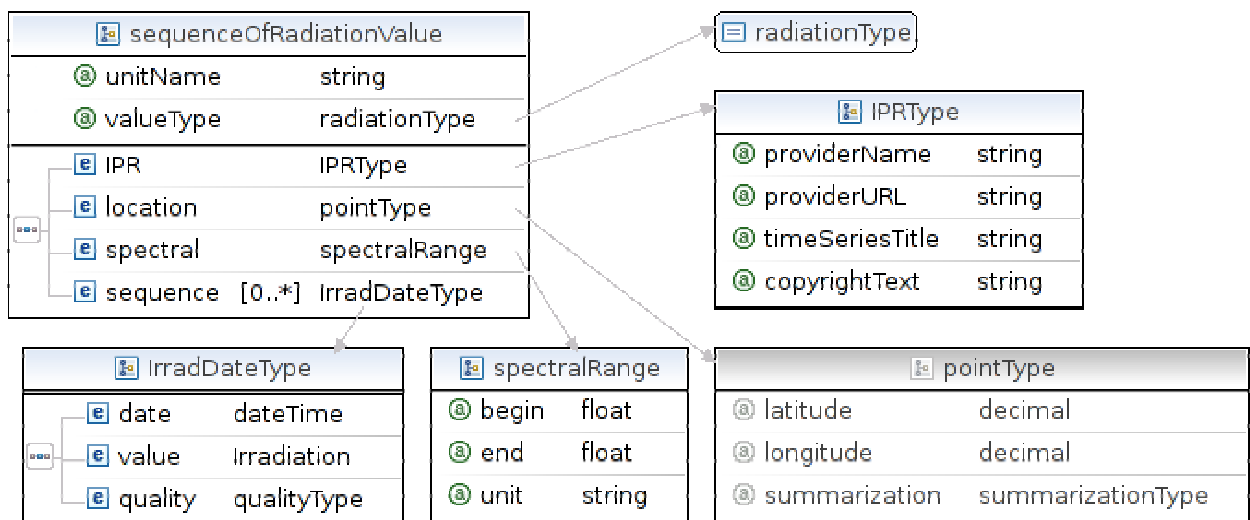 sequenceOfRadiationValue
unitName string
valueType radiationType
IPR IPRType
location pointType
spectral spectralRange
sequence [0..*] IrradDateType
radiationType
IPRType
providerName string
providerURL string
timeSeriesTitle string
copyrightText string
IrradDateType
date dateTime
value Irradiation
quality qualityType
spectralRange
begin float
end float
unit string
pointType
latitude decimal
longitude decimal
summarization summarizationType